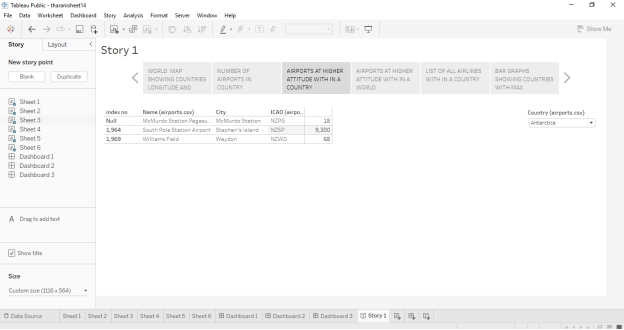 Tableau Public - tharanisheet14
File Data Worksheet Dashboard Story Analysis Format Server Window Help
Show Me
Story Layout
Story 1
New story point
Blank Duplicate
WORLD MAP SHOWING COUNTRIES LONGITUDE AND
NUMBER OF AIRPORTS IN COUNTRY
AIRPORTS AT HIGHER ATTITUDE WITH IN A COUNTRY
AIRPORTS AT HIGHER ATTITUDE WITH IN A WORLD
LIST OF ALL AIRLINES WITH IN A COUNTRY
BAR GRAPHS SHOWING COUNTRIES WITH MAX
Sheet 1
Sheet 2
Sheet 3
Sheet 4
Sheet 5
Sheet 6
Dashboard 1
Dashboard 2
Dashboard 3
index no Name (airports.csv) City ICAO (airpo..
Null McMurdo Station Pegasu.. McMurdo Station NZPG 18
1,964 South Pole Station Airport Stephen's Island NZSP 9,300
1,969 Williams Field Weydon NZWD 68
Country (airports.csv)
Antarctica
A Drag to add text
Show title
Size
Custom size (1116 x 564)
Data Source Sheet 1 Sheet 2 Sheet 3 Sheet 4 Sheet 5 Sheet 6 Dashboard 1 Dashboard 2 Dashboard 3 Story 1